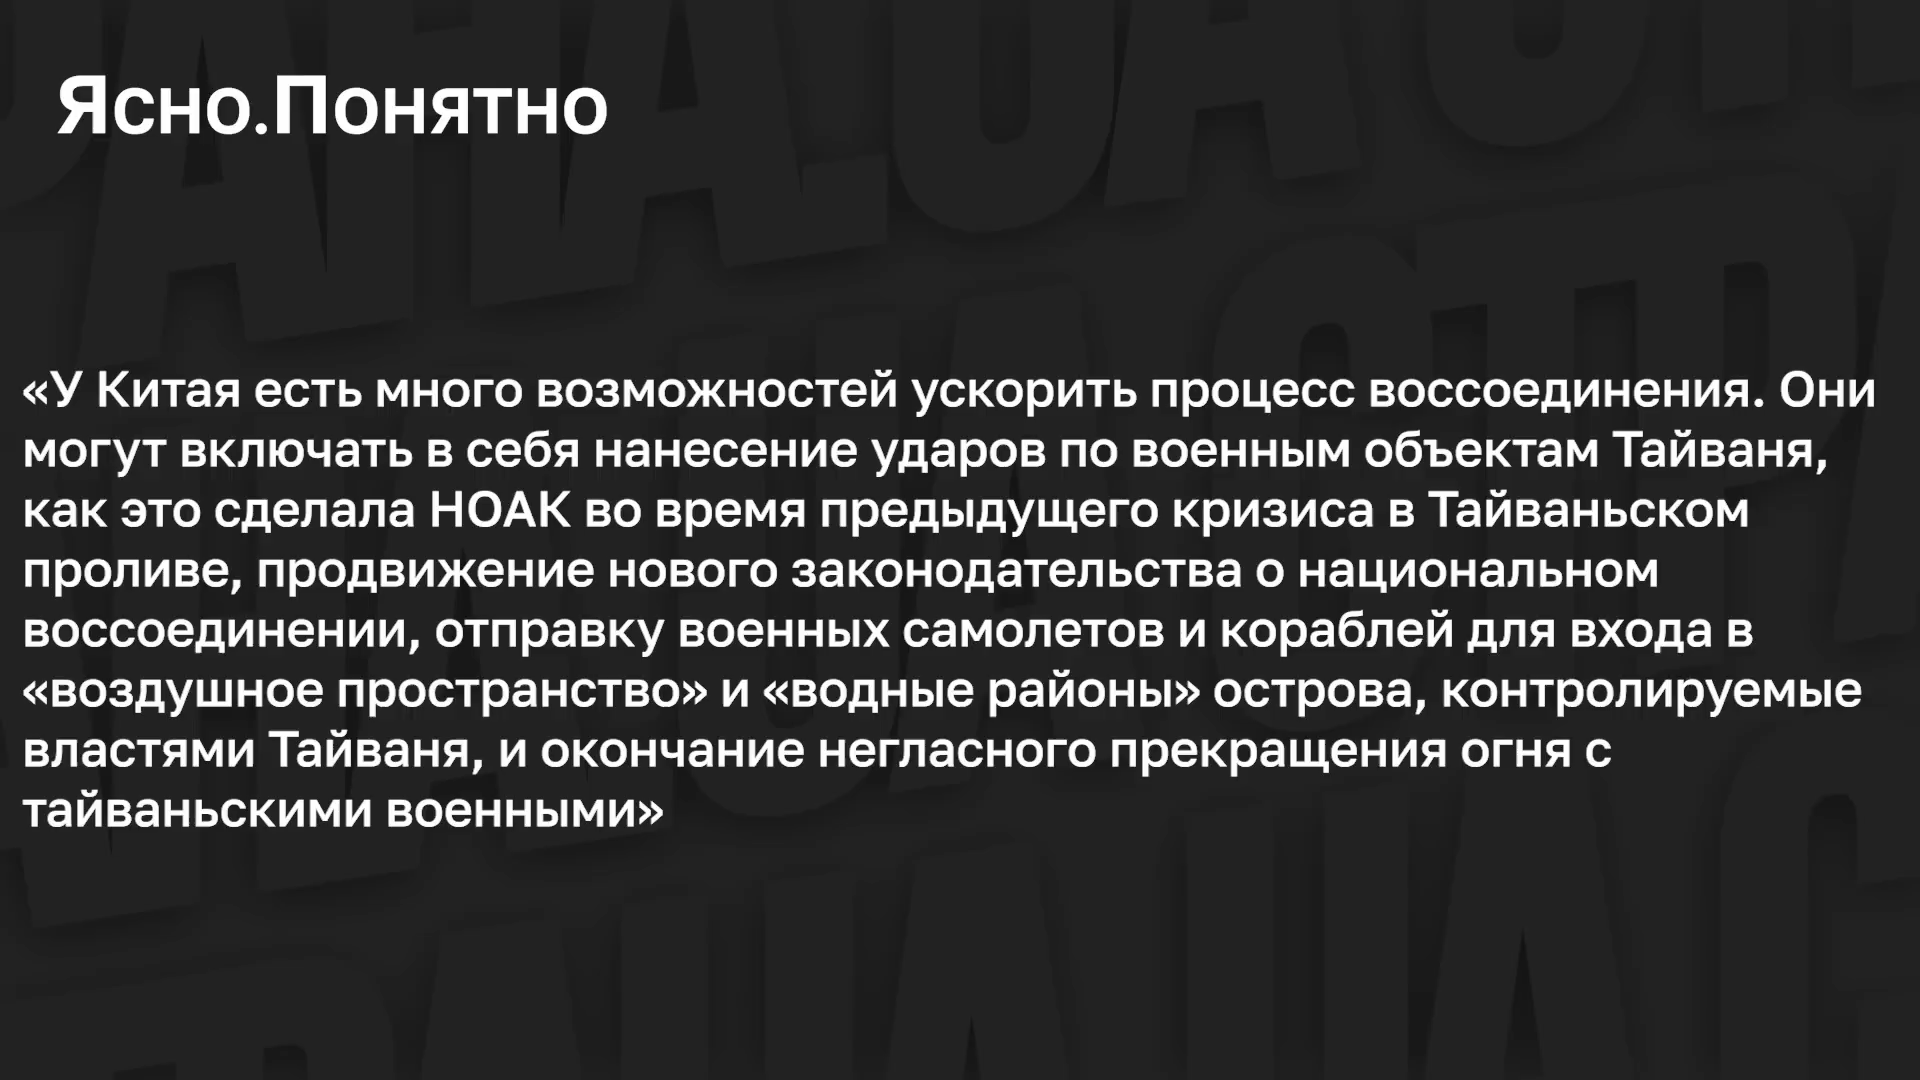 Ясно.Понятно
«У Китая есть много возможностей ускорить процесс воссоединения. Они
могут включать в себя нанесение ударов по военным объектам Тайваня,
как это сделала НОАК во время предыдущего кризиса в Тайваньском
проливе, продвижение нового законодательства о национальном
воссоединении, отправку военных самолетов и кораблей для входа в
«воздушное пространство» и «водные районы» острова, контролируемые
властями Тайваня, и окончание негласного прекращения огня с
тайваньскими военными»